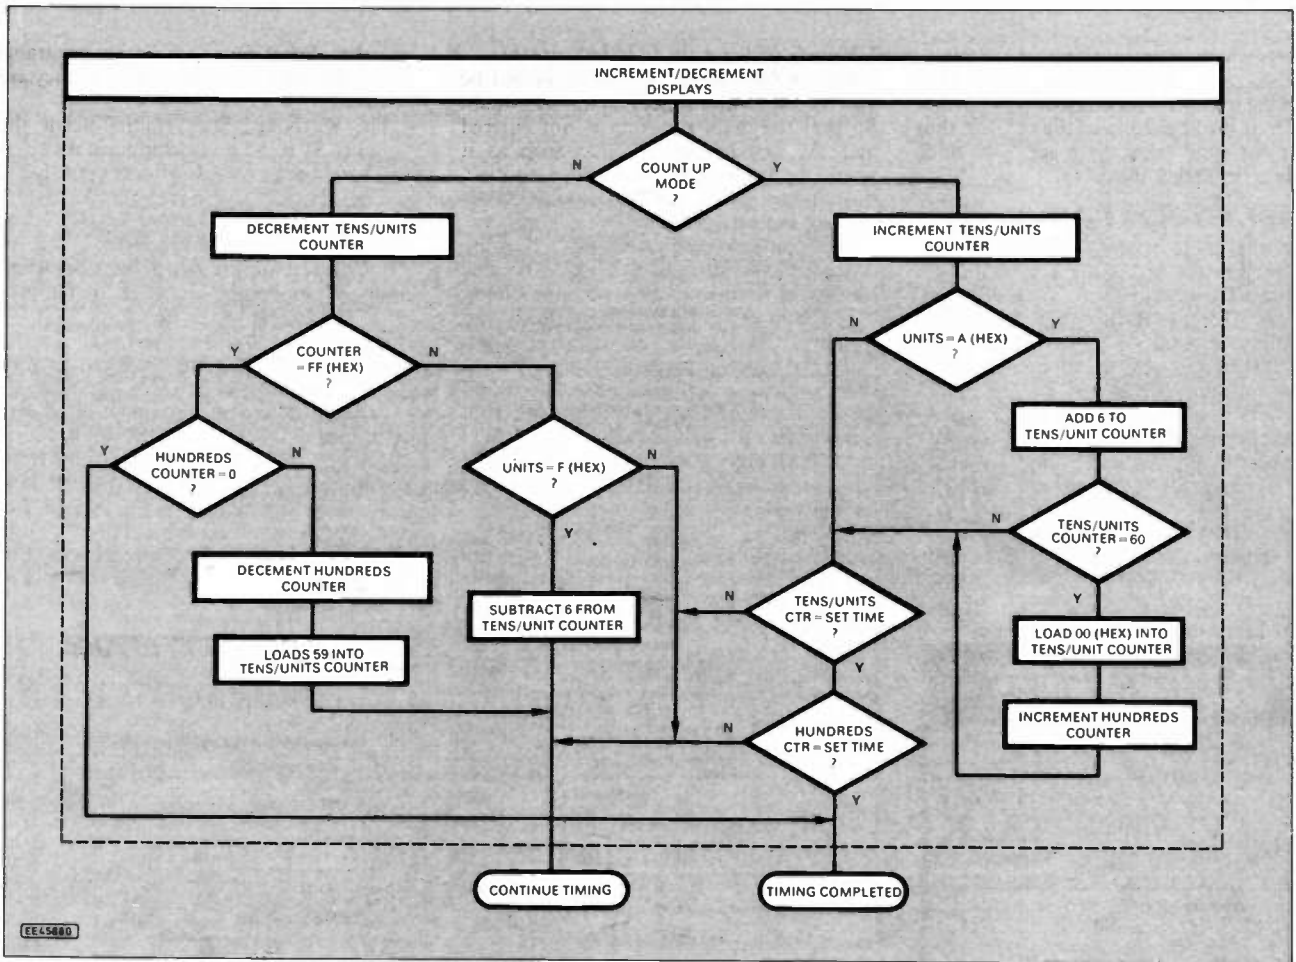 INCREMENT/DECREMENT
DISPLAYS
COUNT UP
MODE
?
N
Y
DECREMENT TENS/UNITS
COUNTER
INCREMENT TENS/UNITS
COUNTER
COUNTER
= FF (HEX)
?
Y
N
UNITS = A (HEX)
?
N
Y
ADD 6 TO
TENS/UNIT COUNTER
HUNDREDS
COUNTER = 0
?
Y
N
UNITS = F (HEX)
?
N
Y
TENS/UNITS
COUNTER = 60
?
N
Y
DECEMENT HUNDREDS
COUNTER
SUBTRACT 6 FROM
TENS/UNIT COUNTER
TENS/UNITS
CTR = SET TIME
?
N
Y
LOAD 00 (HEX) INTO
TENS/UNIT COUNTER
LOADS 59 INTO
TENS/UNITS COUNTER
HUNDREDS
CTR = SET TIME
?
N
Y
INCREMENT HUNDREDS
COUNTER
CONTINUE TIMING
TIMING COMPLETED